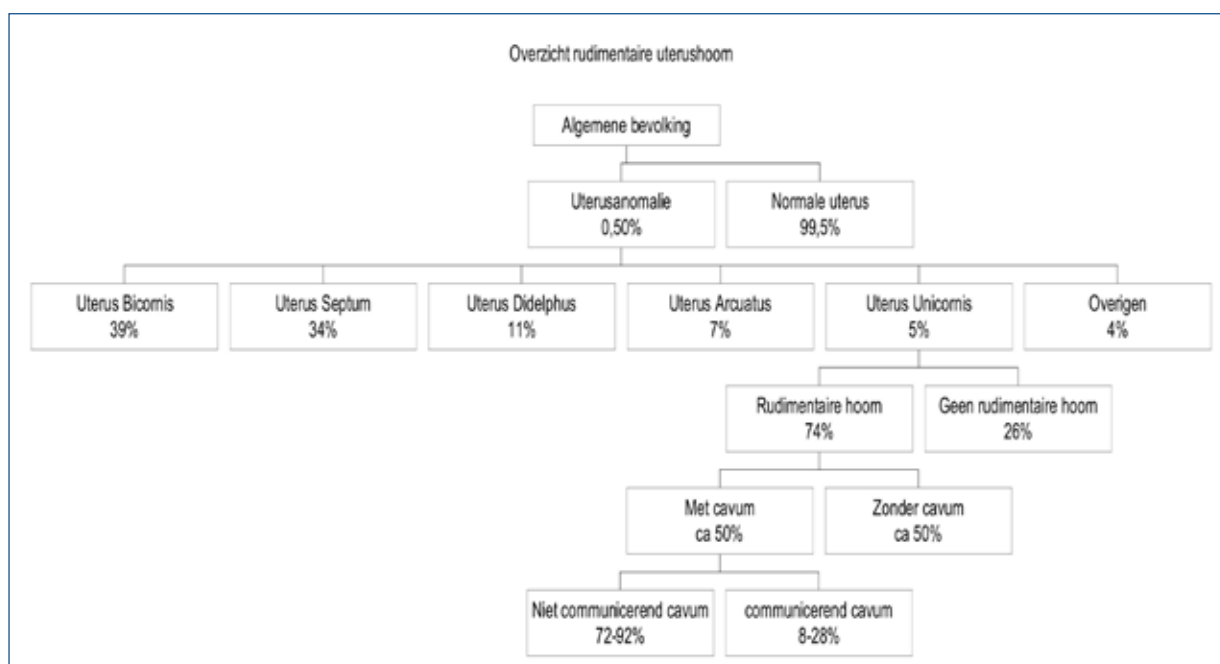 Overzicht rudimentaire uterushoorn
Algemene bevolking
Uterusanomalie
0,50%
Normale uterus
99,5%
Uterus Bicornis
39%
Uterus Septum
34%
Uterus Didelphus
11%
Uterus Arcuatus
7%
Uterus Unicornis
5%
Overigen
4%
Rudimentaire hoorn
74%
Geen rudimentaire hoorn
26%
Met cavum
ca 50%
Zonder cavum
ca 50%
Niet communicerend cavum
72-92%
communicerend cavum
8-28%